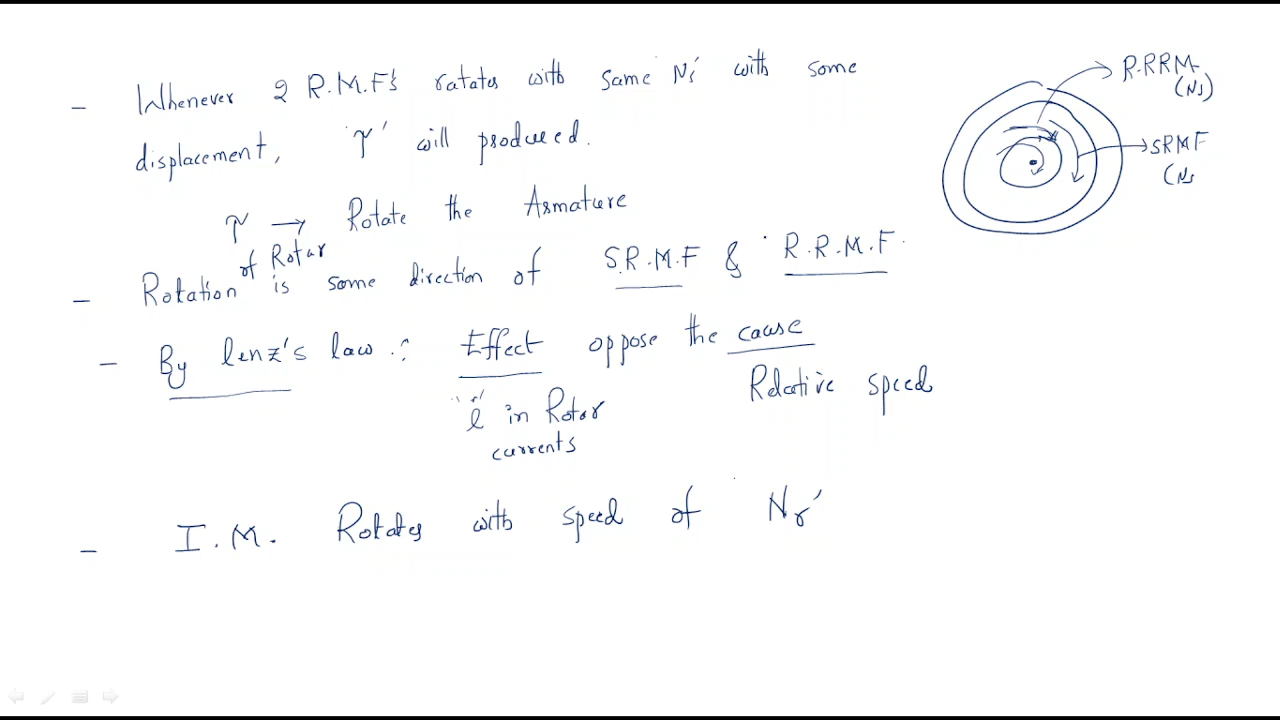 - Whenever 2 R.M.F's ratates with same 'Ns' with some
displacement, 'τ' will produced.
τ → Rotate the Armature
of Rotor
- Rotation is some direction of S.R.M.F & R.R.M.F.
- By lenz's law ∴ Effect oppose the cause
Relative speed
'e' in Rotor
currents
- I.M. Rotates with speed of 'Nr'
R.RRM
(Ns)
SRMF
(Ns